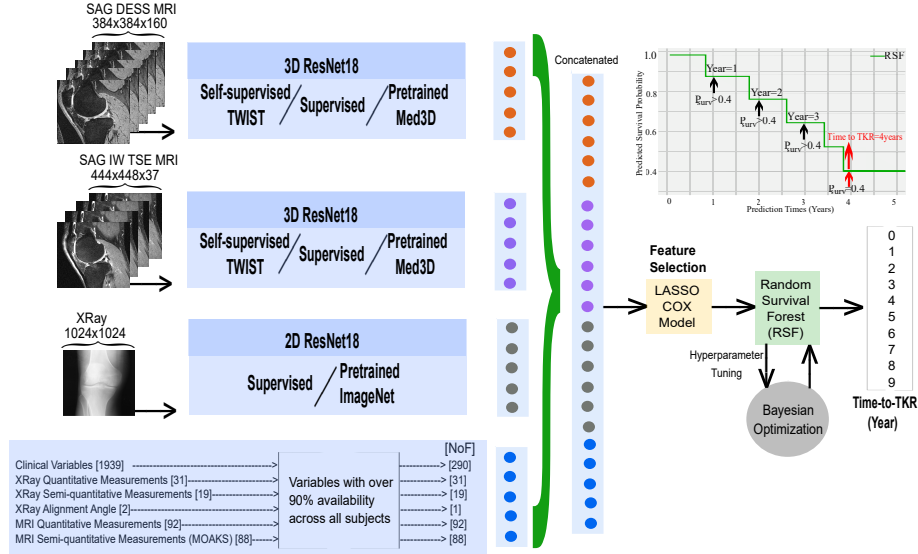 SAG DESS MRI
384x384x160
3D ResNet18
Self-supervised
TWIST
Supervised
Pretrained
Med3D
SAG IW TSE MRI
444x448x37
3D ResNet18
Self-supervised
TWIST
Supervised
Pretrained
Med3D
XRay
1024x1024
2D ResNet18
Supervised
Pretrained
ImageNet
[NoF]
Clinical Variables [1939]
XRay Quantitative Measurements [31]
XRay Semi-quantitative Measurements [19]
XRay Alignment Angle [2]
MRI Quantitative Measurements [92]
MRI Semi-quantitative Measurements (MOAKS) [88]
Variables with over
90% availability
across all subjects
[290]
[31]
[19]
[1]
[92]
[88]
Concatenated
Predicted Survival Probability
1.0
0.8
0.6
0.4
RSF
Year=1
Psurv>0.4
Year=2
Psurv>0.4
Year=3
Psurv>0.4
Time to TKR=4years
Psurv=0.4
0 1 2 3 4 5
Prediction Times (Years)
Feature
Selection
LASSO
COX
Model
Random
Survival
Forest
(RSF)
Hyperparameter
Tuning
Bayesian
Optimization
0
1
2
3
4
5
6
7
8
9
Time-to-TKR
(Year)